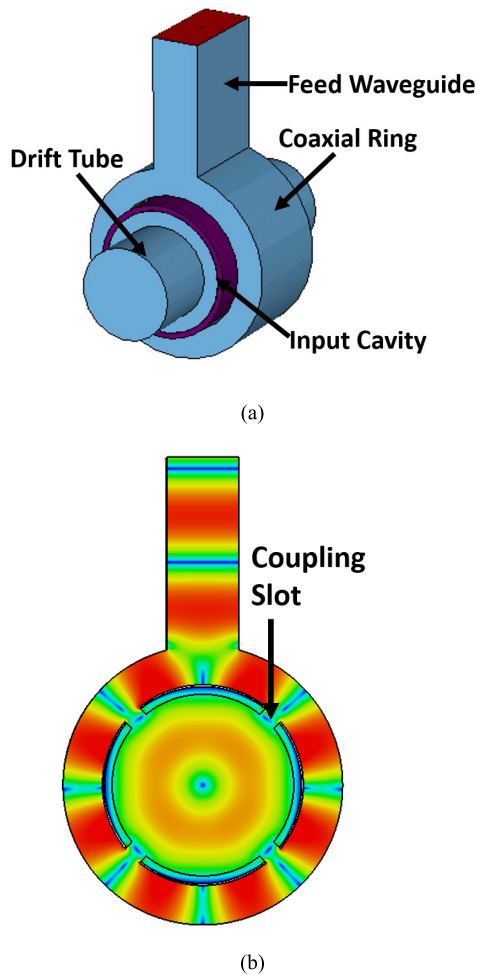 Feed Waveguide
Coaxial Ring
Drift Tube
Input Cavity
(a)
Coupling
Slot
(b)